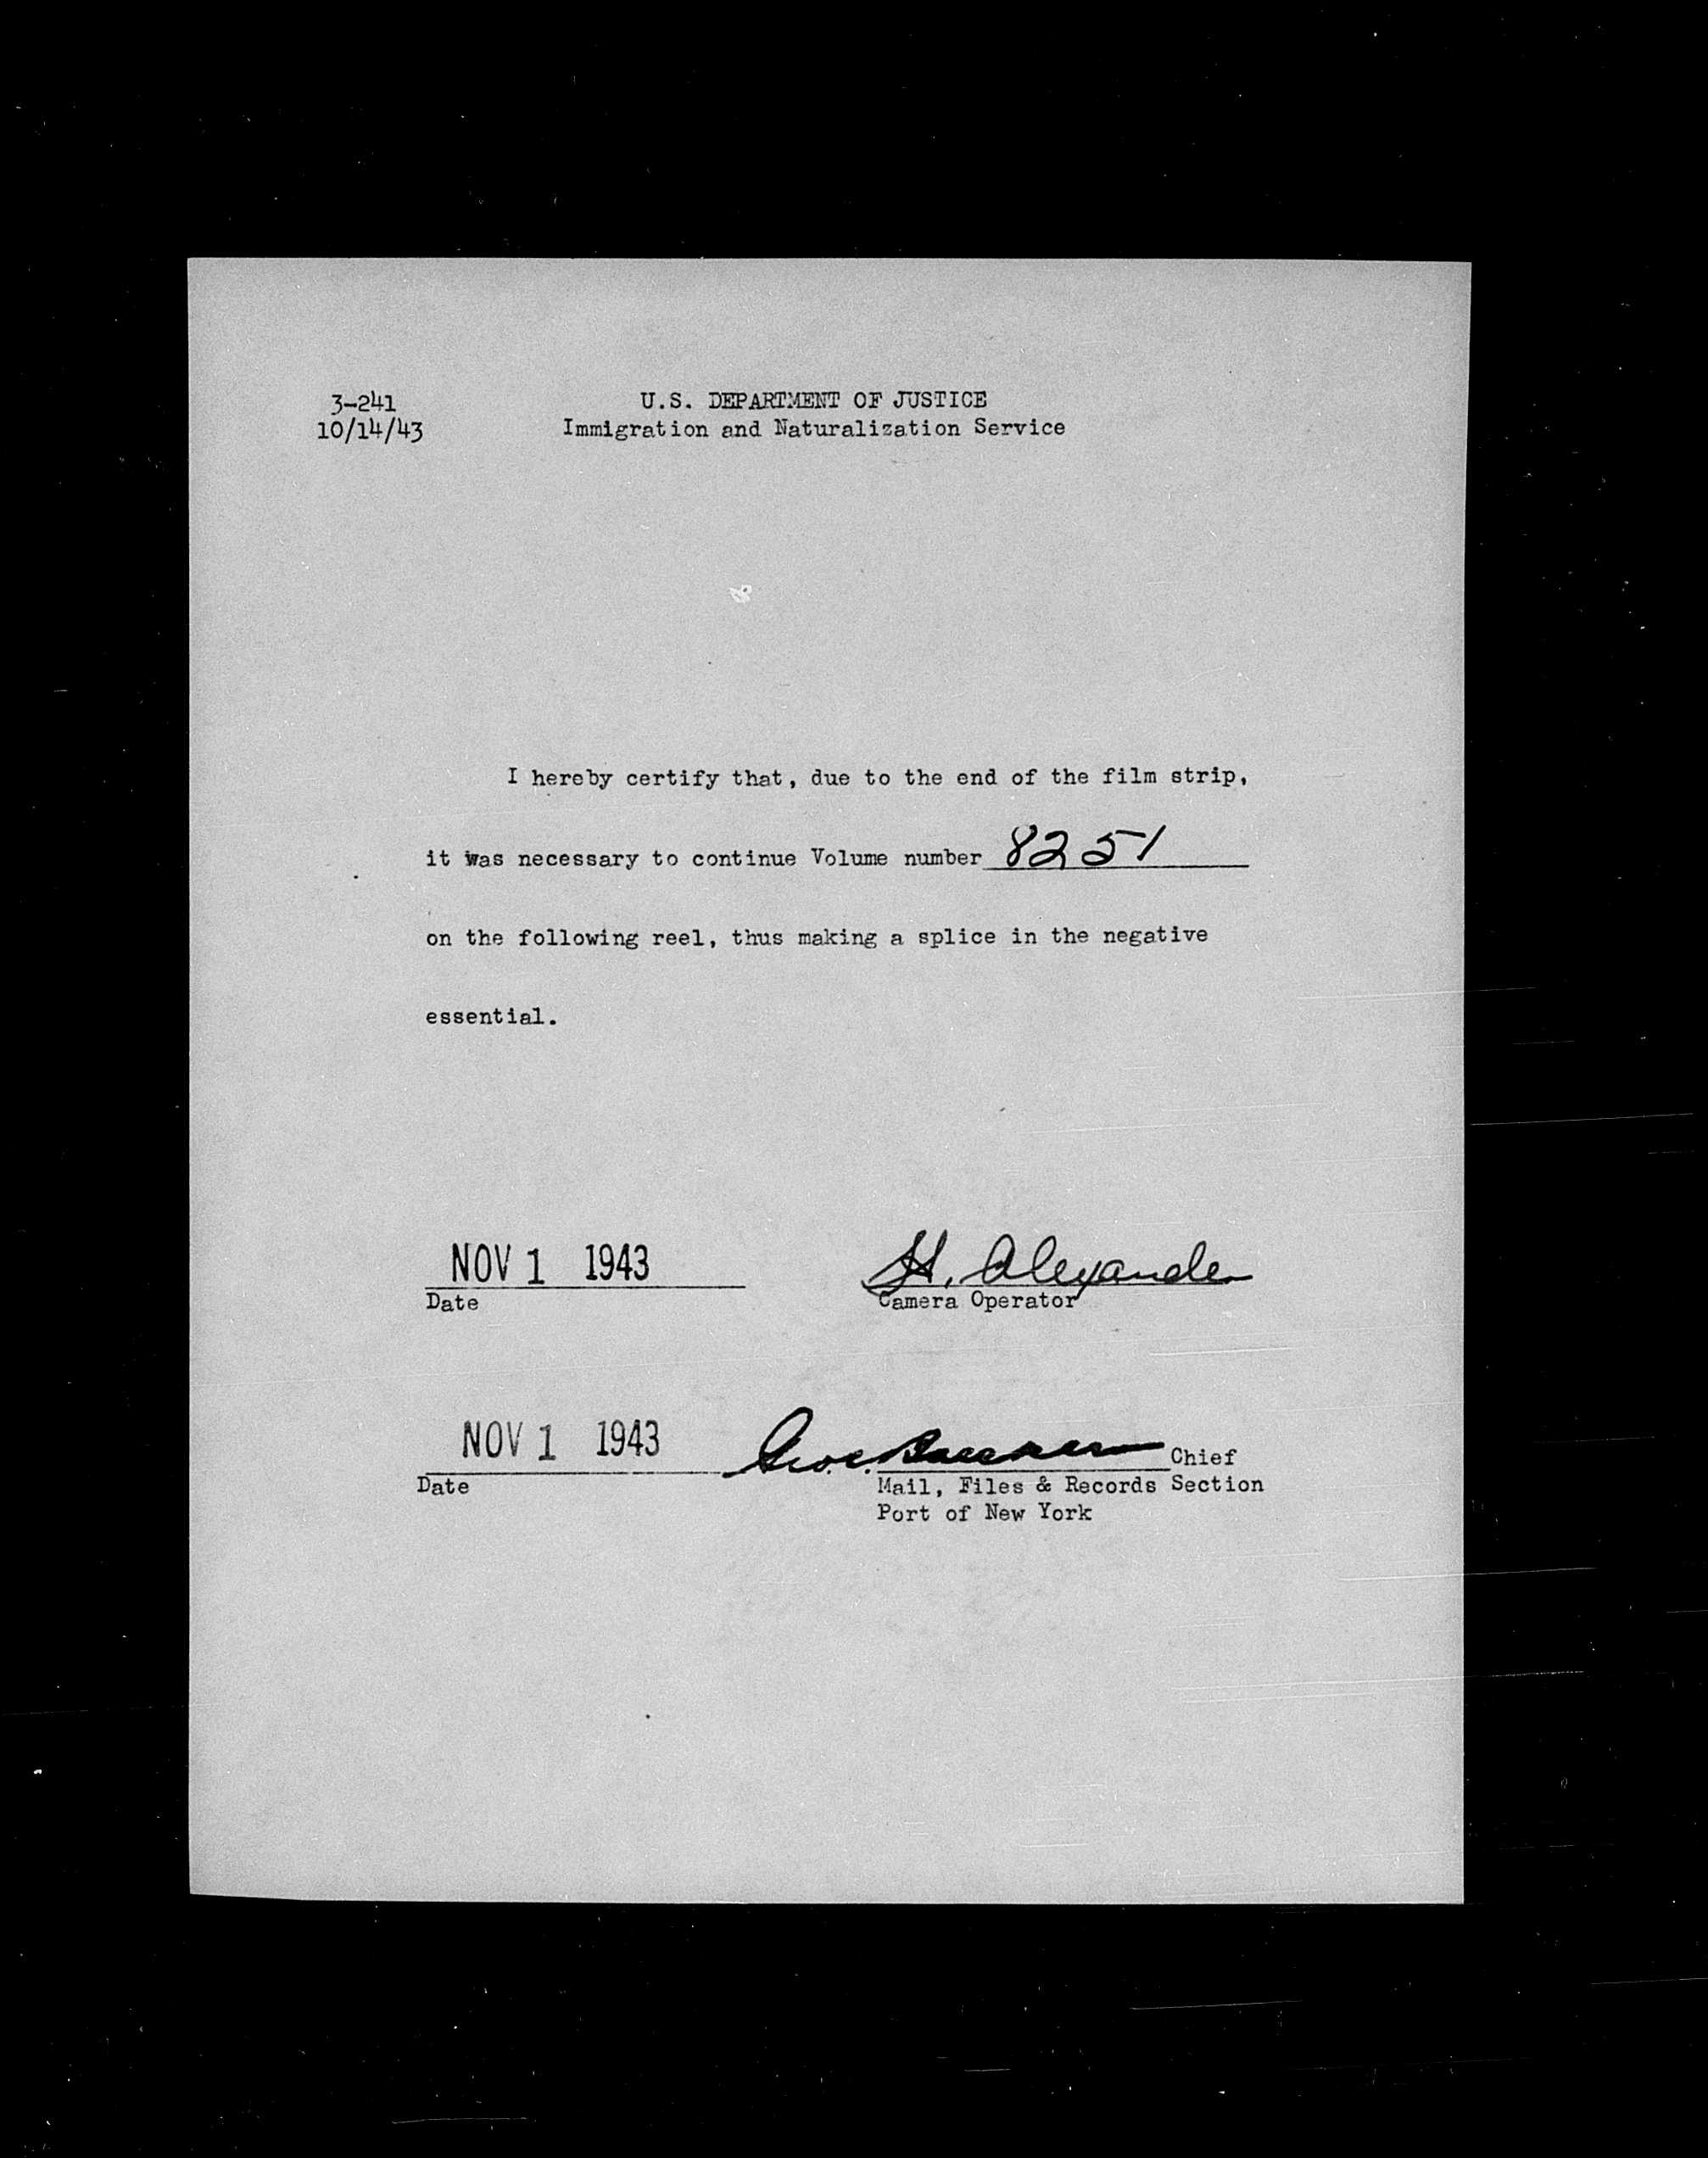 3-241
10/14/43
U.S. DEPARTMENT OF JUSTICE
Immigration and Naturalization Service
I hereby certify that, due to the end of the film strip,
it was necessary to continue Volume number 8251
on the following reel, thus making a splice in the negative
essential.
NOV 1 1943
Date
H. Alexander
Camera Operator
NOV 1 1943
Date
Chief
Mail, Files & Records Section
Port of New York